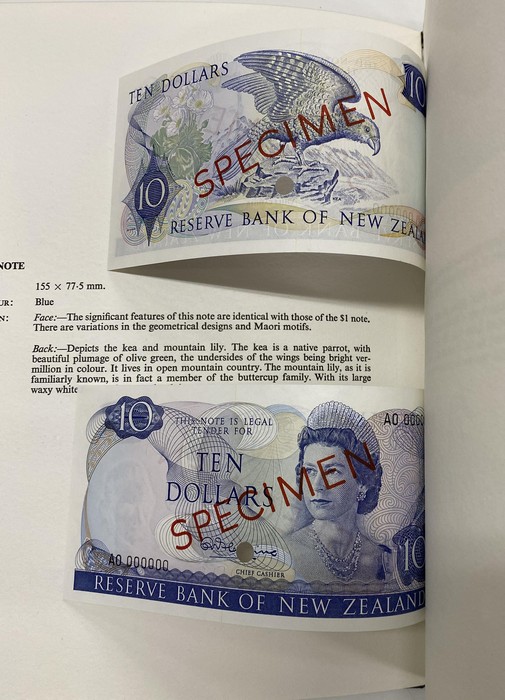 TEN DOLLARS
10
SPECIMEN
10
KEA
RESERVE BANK OF NEW ZEALA
NOTE
155 × 77·5 mm.
UR: Blue
N: Face:—The significant features of this note are identical with those of the $1 note.
There are variations in the geometrical designs and Maori motifs.
Back:—Depicts the kea and mountain lily. The kea is a native parrot, with
beautiful plumage of olive green, the undersides of the wings being bright ver-
million in colour. It lives in open mountain country. The mountain lily, as it is
familiarly known, is in fact a member of the buttercup family. With its large
waxy white
10
THIS NOTE IS LEGAL
TENDER FOR
A0 000
TEN
DOLLARS
SPECIMEN
A0 000000
CHIEF CASHIER
10
RESERVE BANK OF NEW ZEALAND